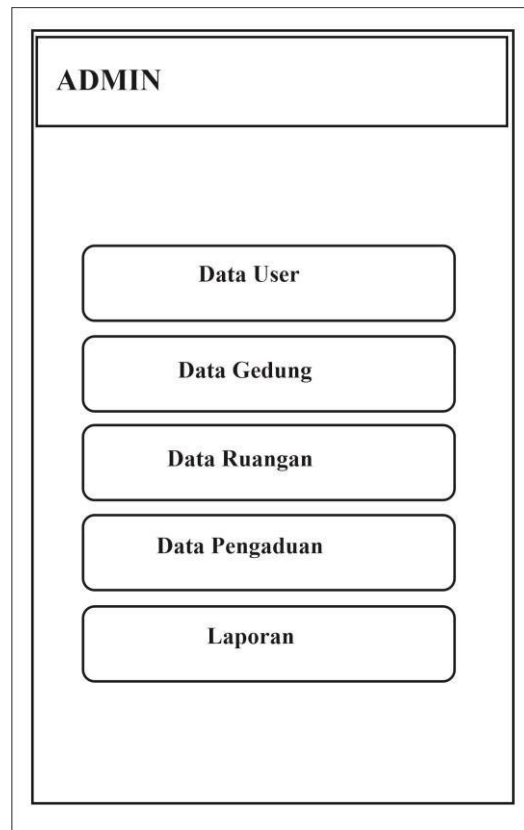 ADMIN
Data User
Data Gedung
Data Ruangan
Data Pengaduan
Laporan